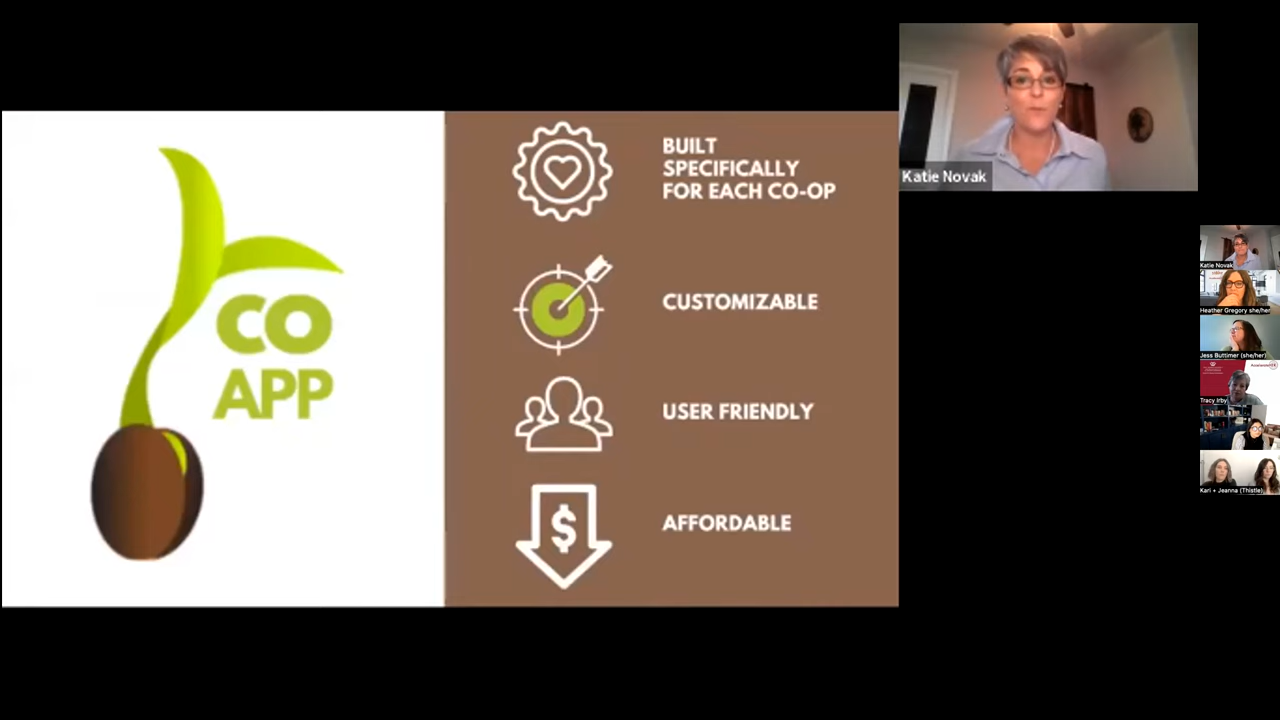 CO
APP
BUILT
SPECIFICALLY
FOR EACH CO-OP
CUSTOMIZABLE
USER FRIENDLY
$
AFFORDABLE
Katie Novak
Katie Novak
Heather Gregory she/her
Jess Buttimer (she/her)
Tracy Irby
Kari + Jeanna (Thistle)